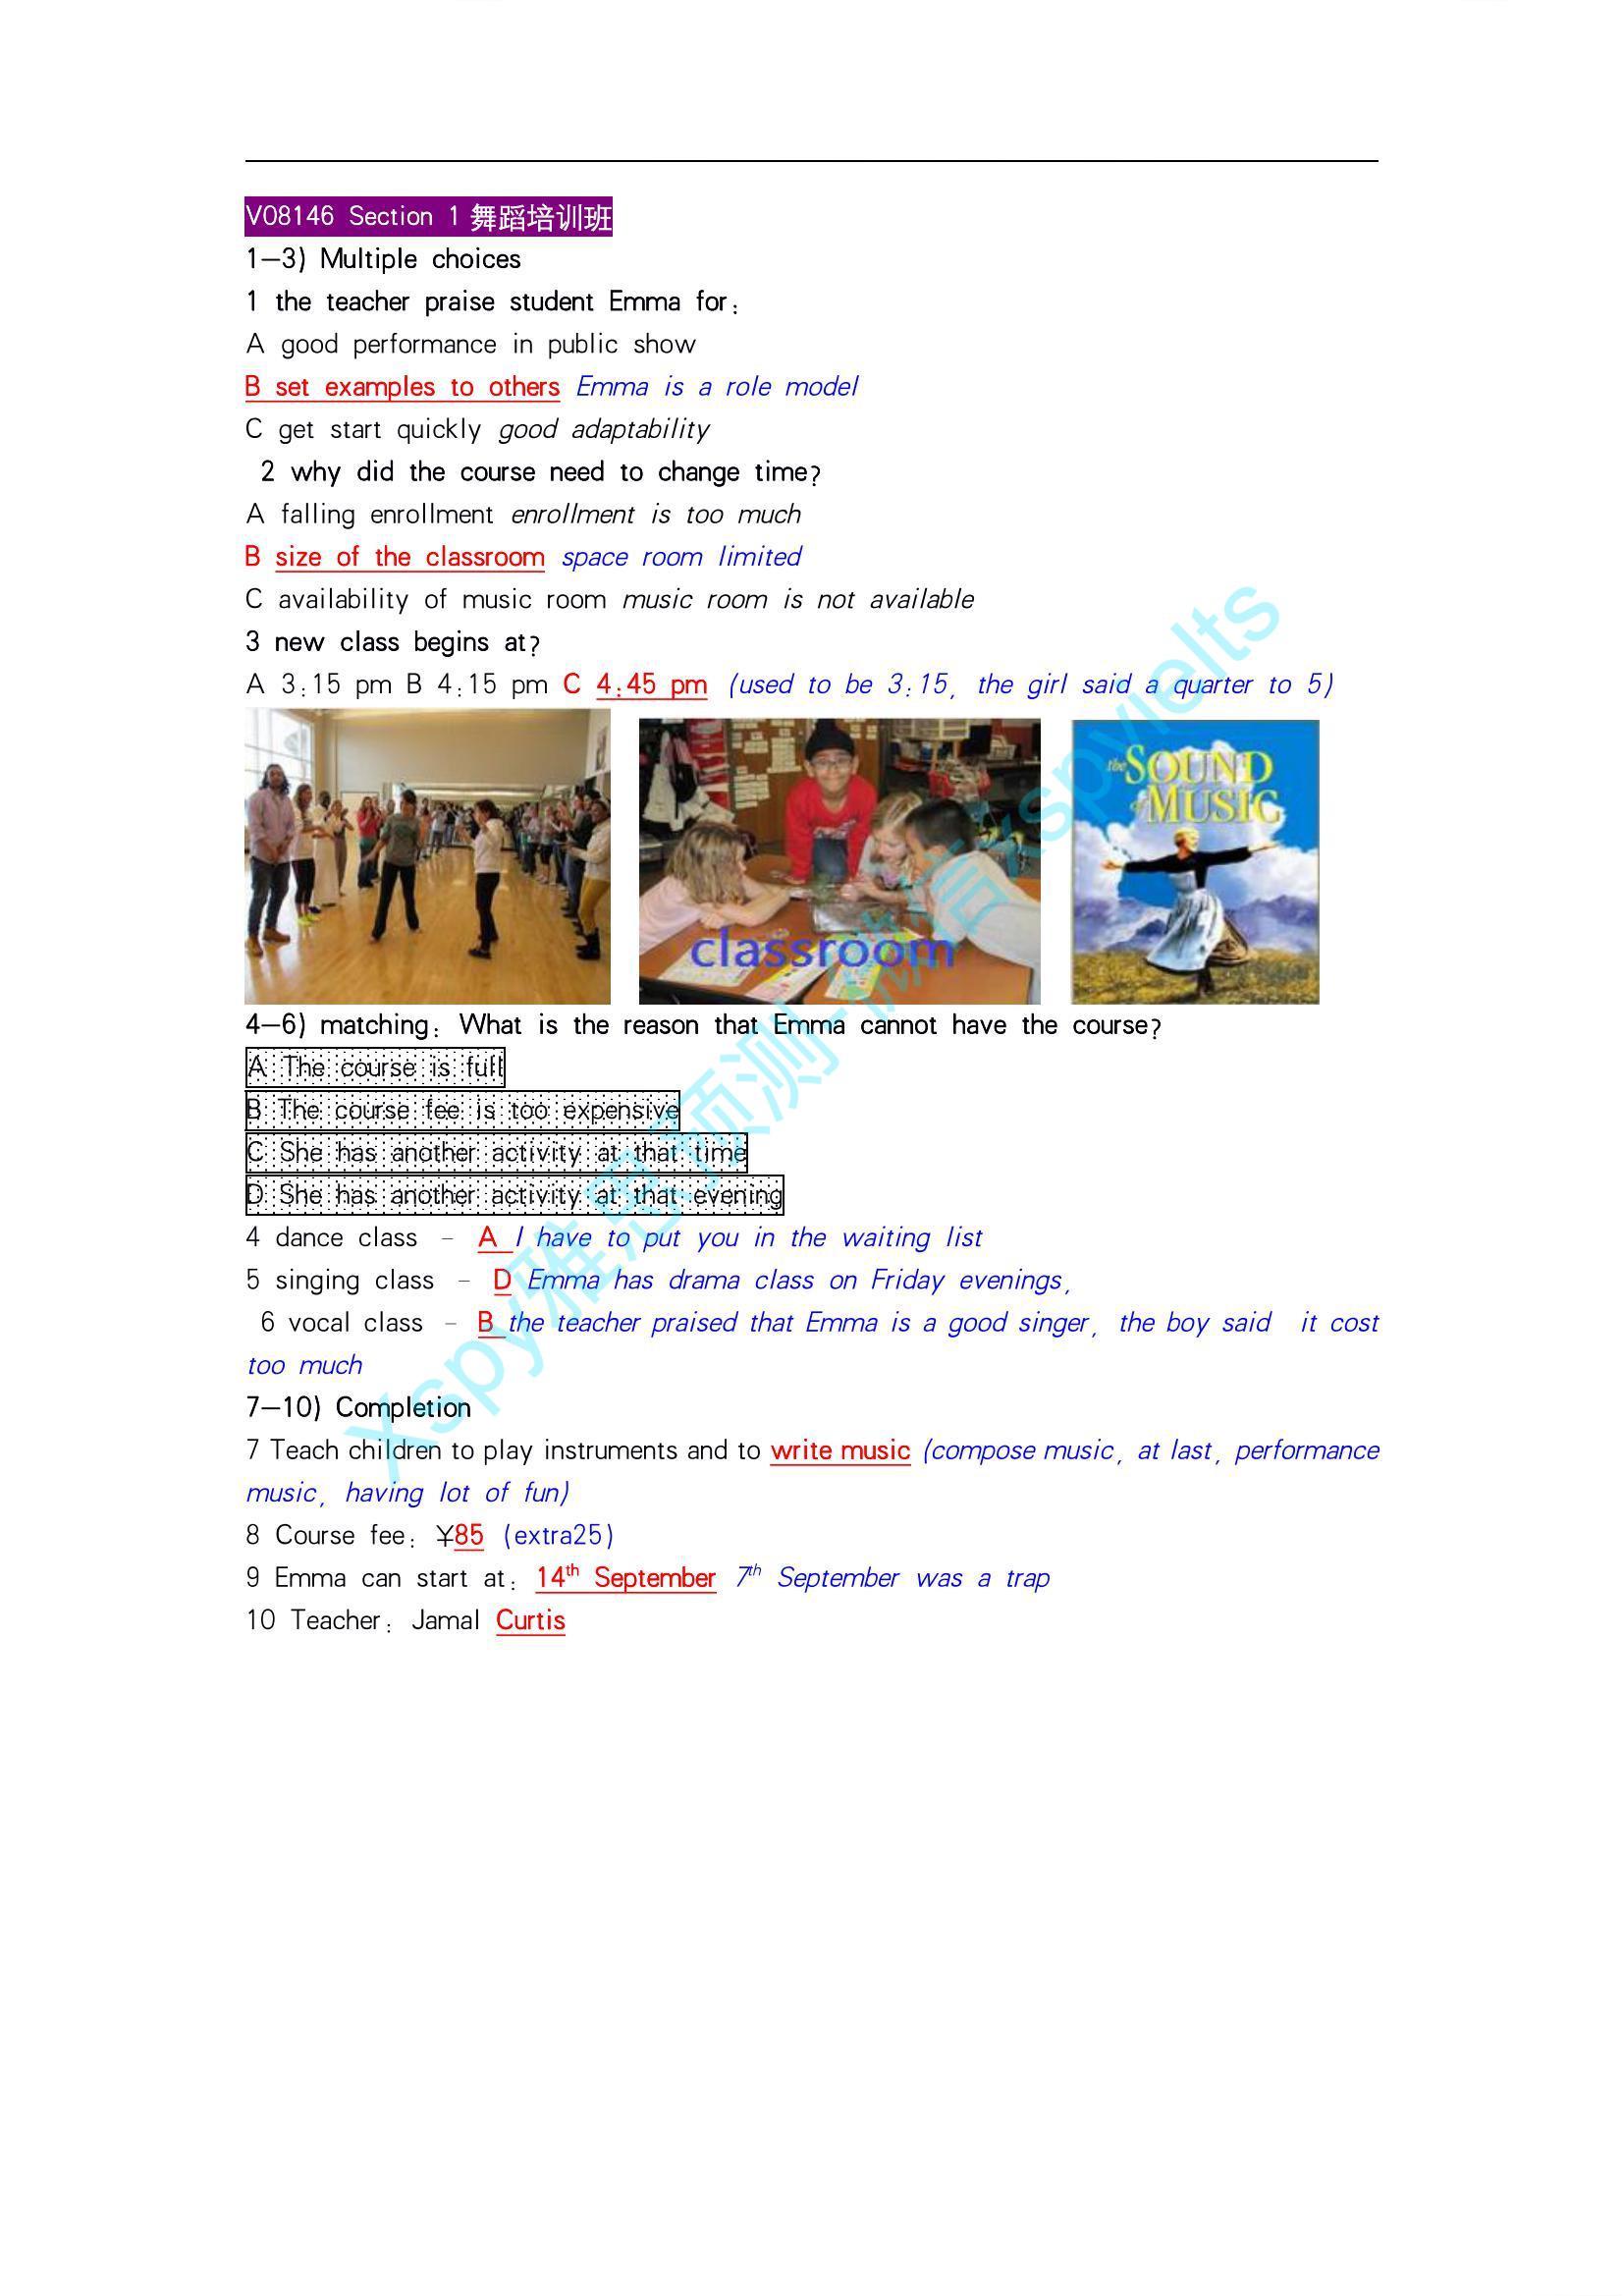 V08146 Section 1 舞蹈培训班
1—3) Multiple choices
1 the teacher praise student Emma for:
A good performance in public show
B set examples to others Emma is a role model
C get start quickly good adaptability
2 why did the course need to change time?
A falling enrollment enrollment is too much
B size of the classroom space room limited
C availability of music room music room is not available
3 new class begins at?
A 3:15 pm B 4:15 pm C 4:45 pm (used to be 3:15, the girl said a quarter to 5)
classroom
the SOUND
of MUSIC
4—6) matching: What is the reason that Emma cannot have the course?
A The course is full
B The course fee is too expensive
C She has another activity at that time
D She has another activity at that evening
4 dance class – A I have to put you in the waiting list
5 singing class – D Emma has drama class on Friday evenings,
6 vocal class – B the teacher praised that Emma is a good singer, the boy said it cost
too much
7—10) Completion
7 Teach children to play instruments and to write music (compose music, at last, performance
music, having lot of fun)
8 Course fee: ¥85 (extra25)
9 Emma can start at: 14th September 7th September was a trap
10 Teacher: Jamal Curtis
Xspy雅思预测-微信xspyielts